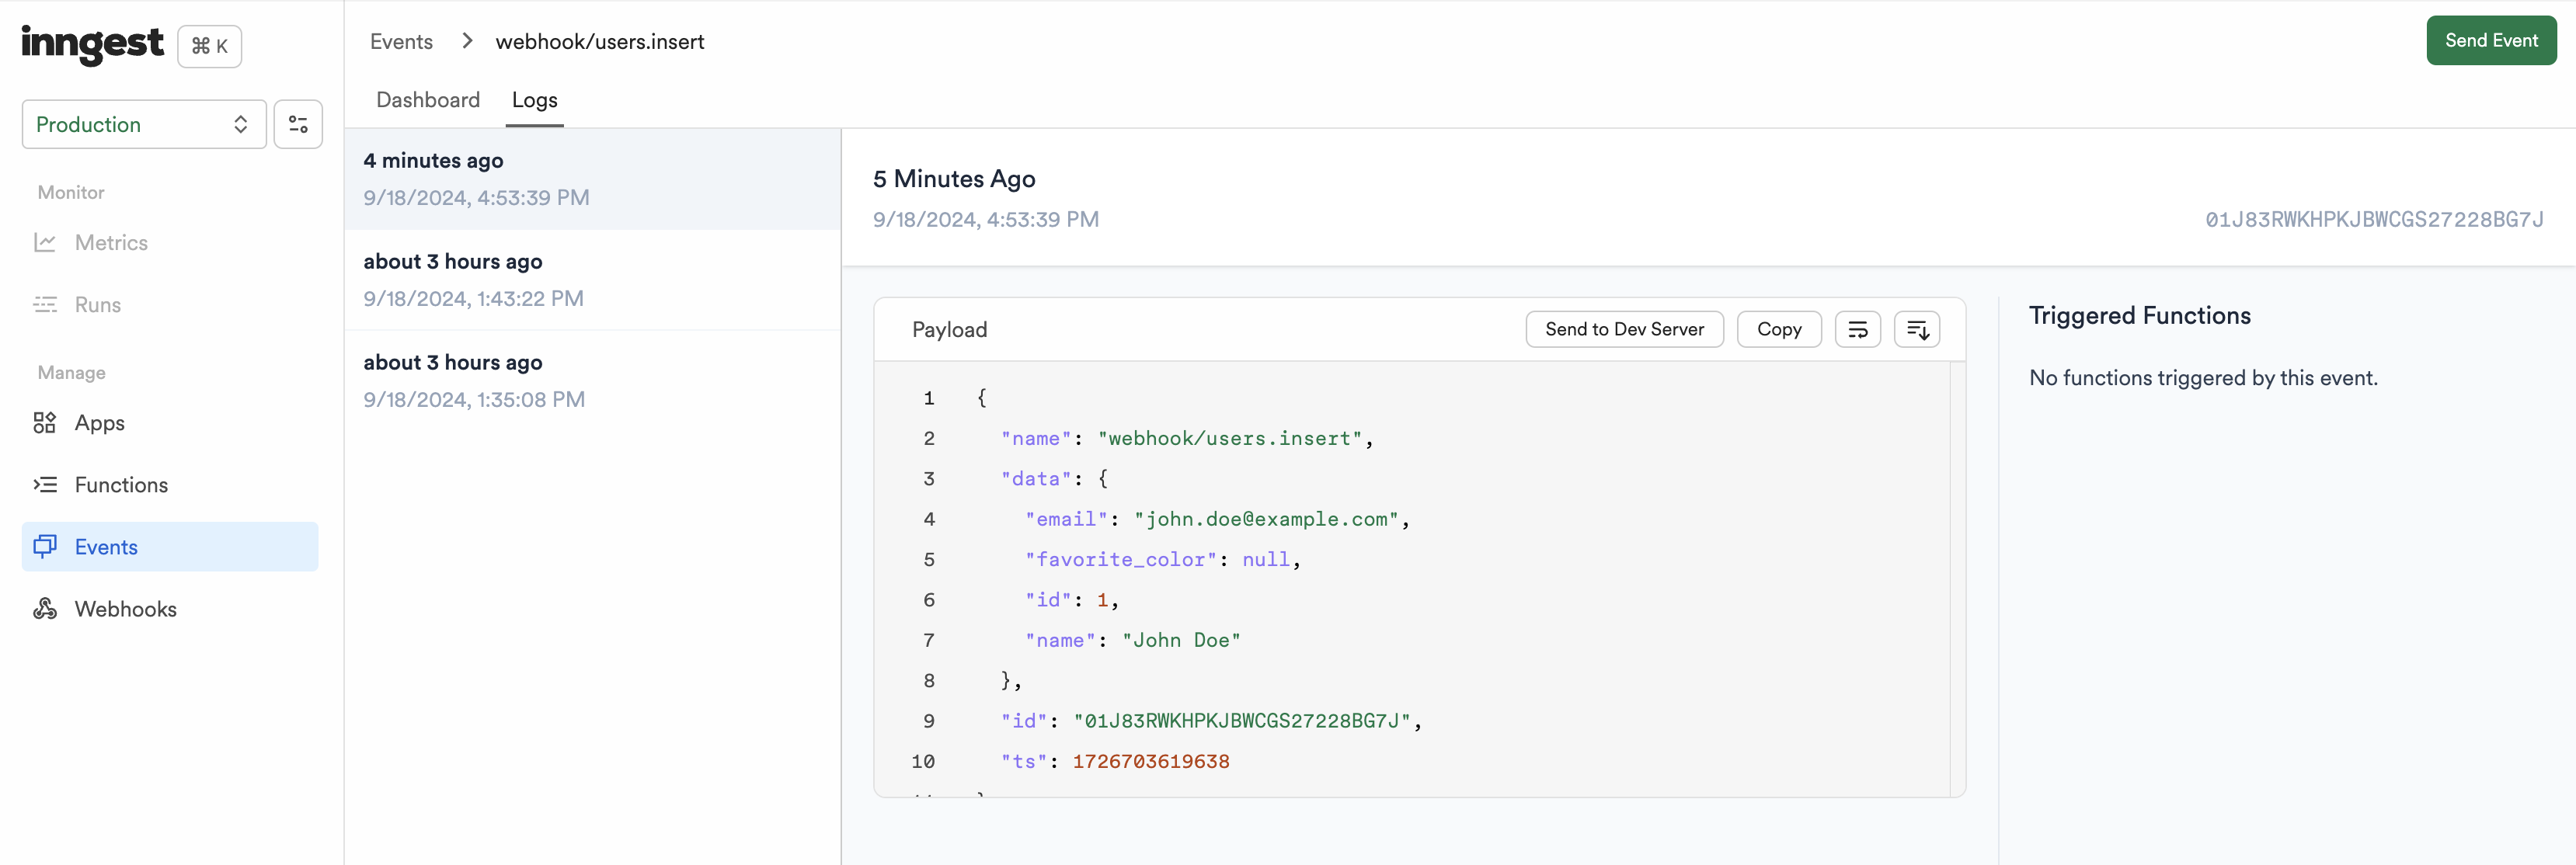 inngest
⌘ K
Production
Monitor
Metrics
Runs
Manage
Apps
Functions
Events
Webhooks
Events > webhook/users.insert
Send Event
Dashboard Logs
4 minutes ago
9/18/2024, 4:53:39 PM
about 3 hours ago
9/18/2024, 1:43:22 PM
about 3 hours ago
9/18/2024, 1:35:08 PM
5 Minutes Ago
9/18/2024, 4:53:39 PM
01J83RWKHPKJBWCGS27228BG7J
Payload
Send to Dev Server
Copy
1 {
2 "name": "webhook/users.insert",
3 "data": {
4 "email": "john.doe@example.com",
5 "favorite_color": null,
6 "id": 1,
7 "name": "John Doe"
8 },
9 "id": "01J83RWKHPKJBWCGS27228BG7J",
10 "ts": 1726703619638
Triggered Functions
No functions triggered by this event.